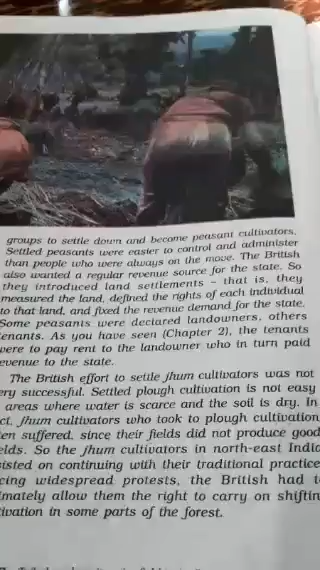 groups to settle down and become peasant cultivators.
Settled peasants were easier to control and administer
than people who were always on the move. The British
also wanted a regular revenue source for the state. So
they introduced land settlements – that is, they
measured the land, defined the rights of each individual
to that land, and fixed the revenue demand for the state.
Some peasants were declared landowners, others
tenants. As you have seen (Chapter 2), the tenants
were to pay rent to the landowner who in turn paid
revenue to the state.
The British effort to settle jhum cultivators was not
ery successful. Settled plough cultivation is not easy
areas where water is scarce and the soil is dry. In
ct, jhum cultivators who took to plough cultivation
ten suffered, since their fields did not produce good
elds. So the jhum cultivators in north-east India
sisted on continuing with their traditional practice
cing widespread protests, the British had t
imately allow them the right to carry on shiftin
tivation in some parts of the forest.